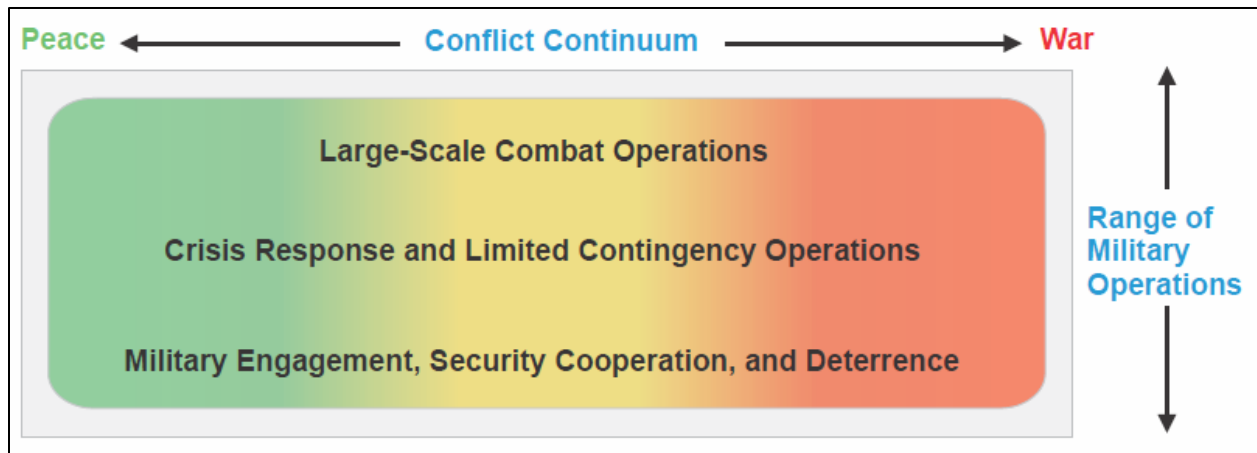 Peace Conflict Continuum War
Large-Scale Combat Operations
Crisis Response and Limited Contingency Operations
Military Engagement, Security Cooperation, and Deterrence
Range of
Military
Operations